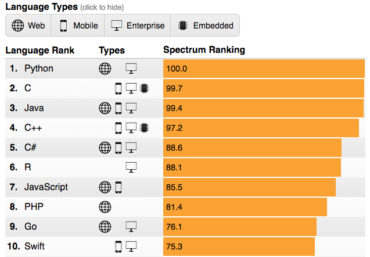 Language Types (click to hide)
Web Mobile Enterprise Embedded
Language Rank Types Spectrum Ranking
1. Python 100.0
2. C 99.7
3. Java 99.4
4. C++ 97.2
5. C# 88.6
6. R 88.1
7. JavaScript 85.5
8. PHP 81.4
9. Go 76.1
10. Swift 75.3